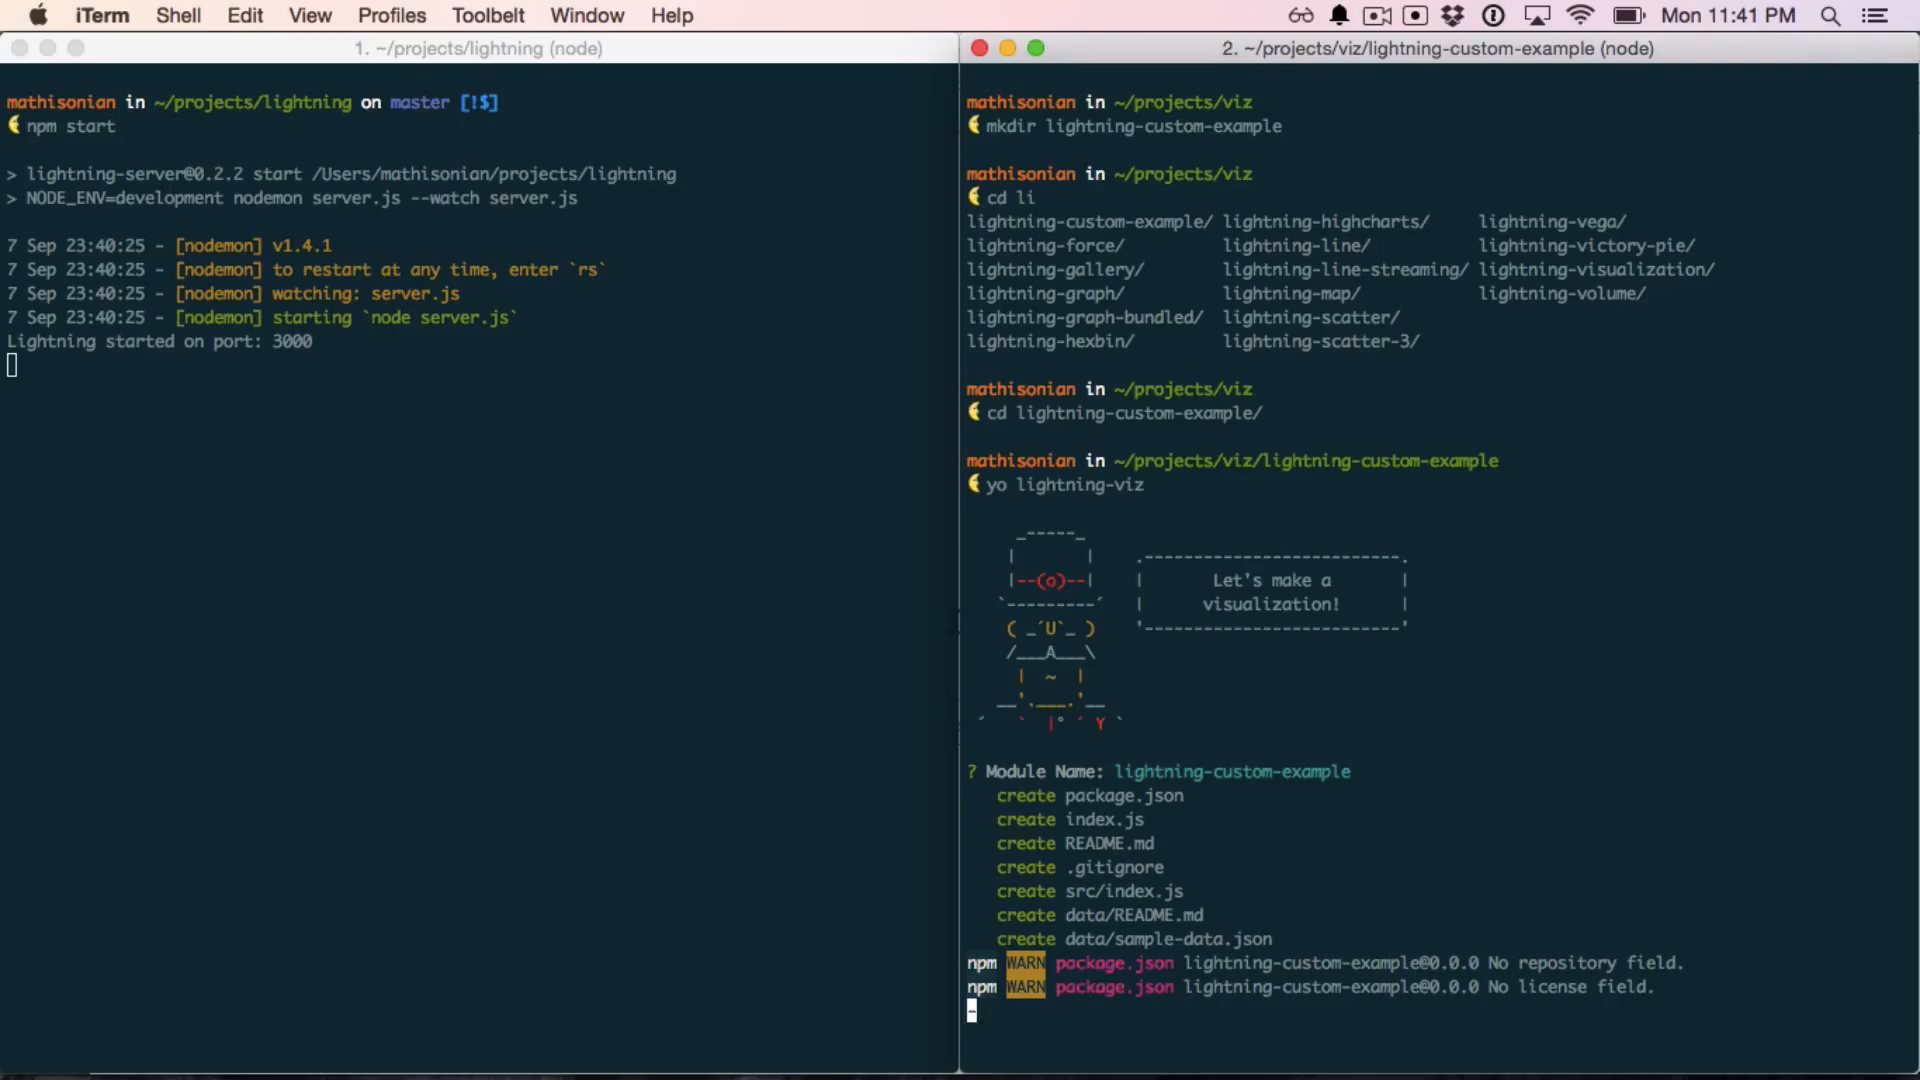 iTerm Shell Edit View Profiles Toolbelt Window Help Mon 11:41 PM
1. ~/projects/lightning (node)
mathisonian in ~/projects/lightning on master [!$]
npm start
> lightning-server@0.2.2 start /Users/mathisonian/projects/lightning
> NODE_ENV=development nodemon server.js --watch server.js
7 Sep 23:40:25 - [nodemon] v1.4.1
7 Sep 23:40:25 - [nodemon] to restart at any time, enter `rs`
7 Sep 23:40:25 - [nodemon] watching: server.js
7 Sep 23:40:25 - [nodemon] starting `node server.js`
Lightning started on port: 3000
2. ~/projects/viz/lightning-custom-example (node)
mathisonian in ~/projects/viz
mkdir lightning-custom-example
mathisonian in ~/projects/viz
cd li
lightning-custom-example/ lightning-highcharts/ lightning-vega/
lightning-force/ lightning-line/ lightning-victory-pie/
lightning-gallery/ lightning-line-streaming/ lightning-visualization/
lightning-graph/ lightning-map/ lightning-volume/
lightning-graph-bundled/ lightning-scatter/
lightning-hexbin/ lightning-scatter-3/
mathisonian in ~/projects/viz
cd lightning-custom-example/
mathisonian in ~/projects/viz/lightning-custom-example
yo lightning-viz
_-----_
|       |    .--------------------------.
|--(o)--|    |       Let's make a       |
`---------´   |      visualization!      |
( _´U`_ )    '--------------------------'
/___A___\
|  ~  |
__'.___.'__
´   `  |° ´ Y `
? Module Name: lightning-custom-example
create package.json
create index.js
create README.md
create .gitignore
create src/index.js
create data/README.md
create data/sample-data.json
npm WARN package.json lightning-custom-example@0.0.0 No repository field.
npm WARN package.json lightning-custom-example@0.0.0 No license field.
-